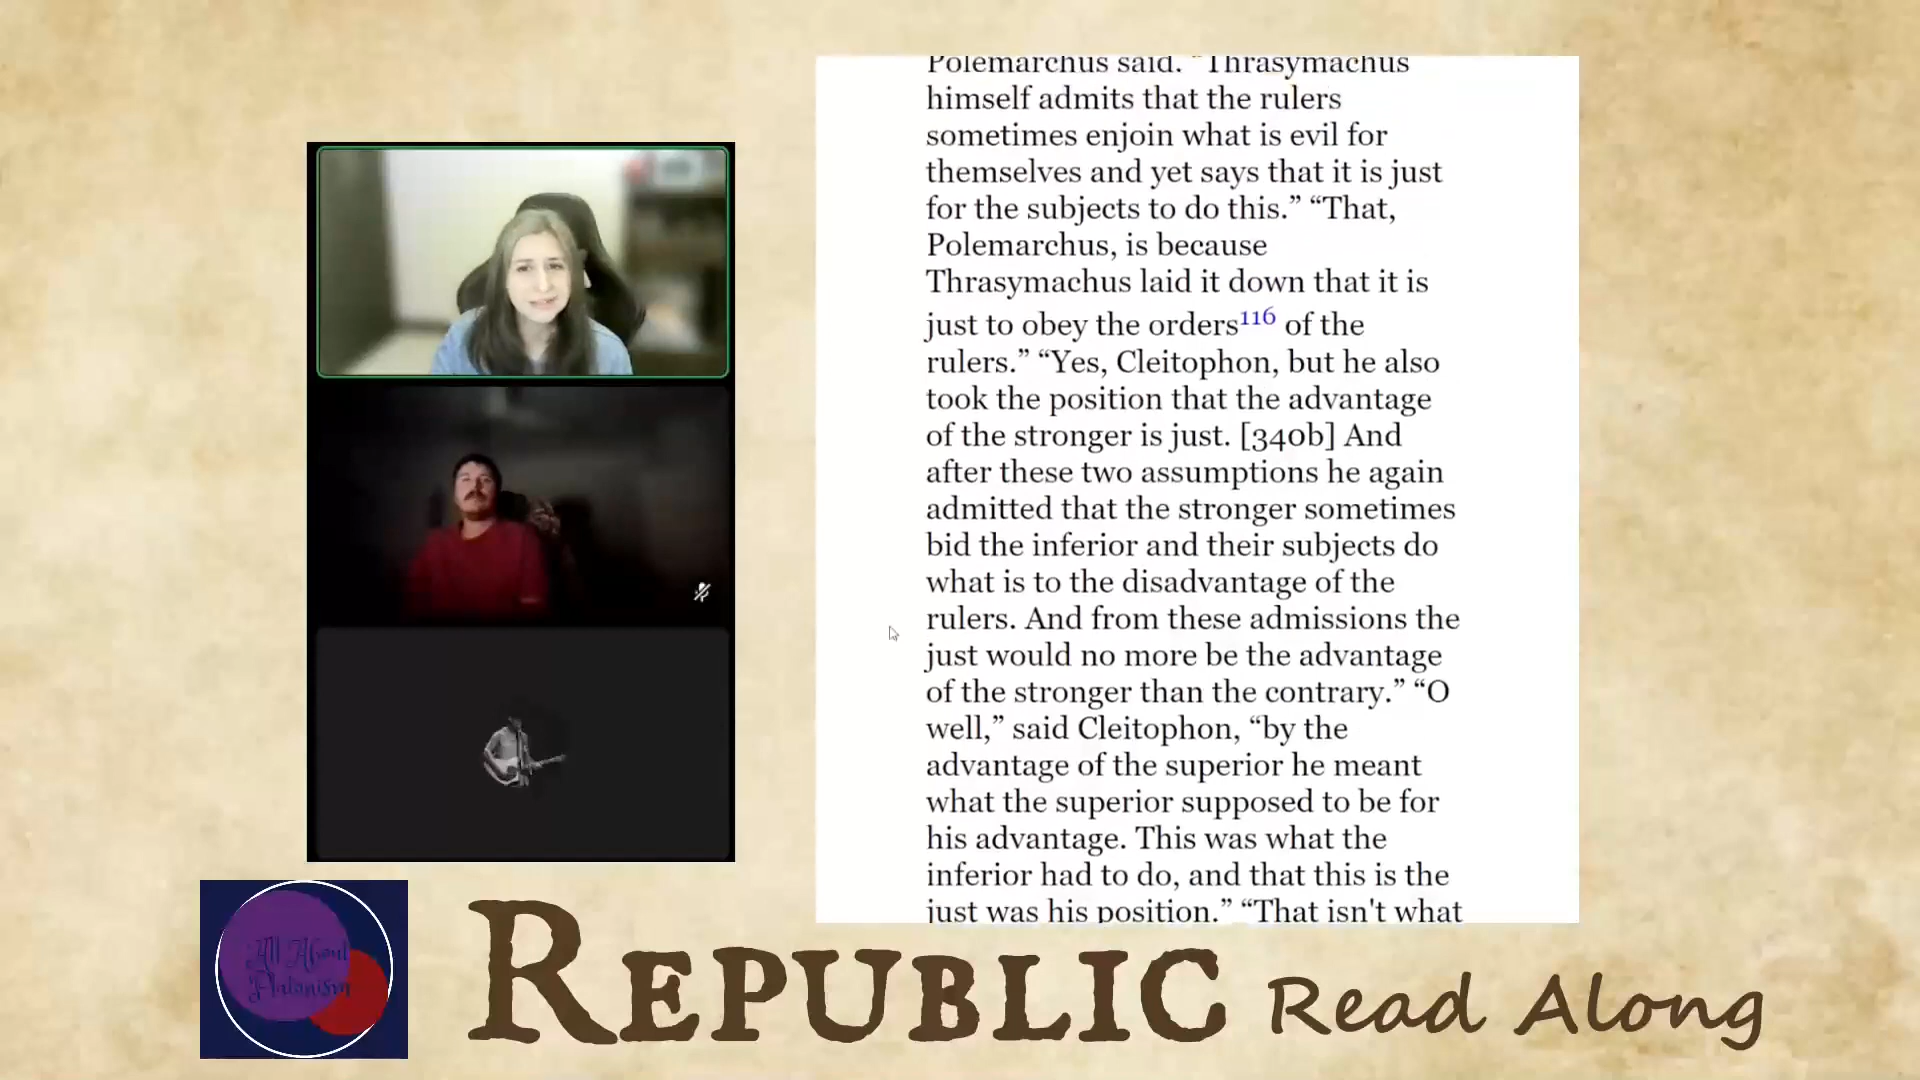 Polemarchus said. “Thrasymachus
himself admits that the rulers
sometimes enjoin what is evil for
themselves and yet says that it is just
for the subjects to do this.” “That,
Polemarchus, is because
Thrasymachus laid it down that it is
just to obey the orders116 of the
rulers.” “Yes, Cleitophon, but he also
took the position that the advantage
of the stronger is just. [340b] And
after these two assumptions he again
admitted that the stronger sometimes
bid the inferior and their subjects do
what is to the disadvantage of the
rulers. And from these admissions the
just would no more be the advantage
of the stronger than the contrary.” “O
well,” said Cleitophon, “by the
advantage of the superior he meant
what the superior supposed to be for
his advantage. This was what the
inferior had to do, and that this is the
just was his position.” “That isn't what
All About
Platonism
REPUBLIC Read Along